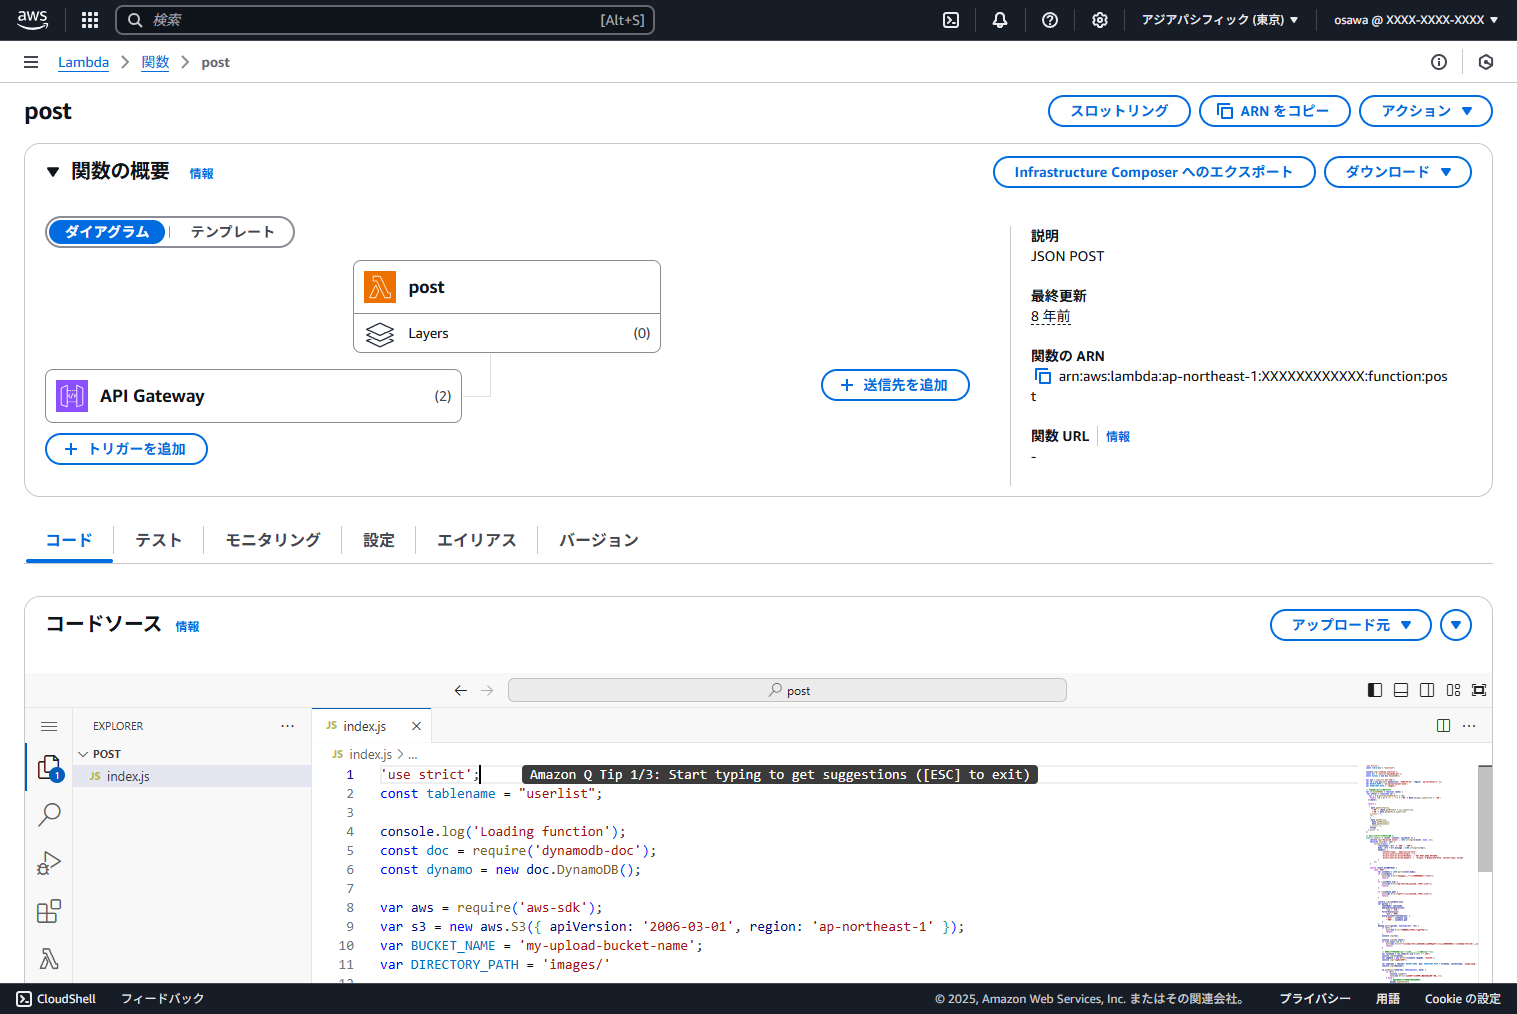 aws
検索 [Alt+S]
アジアパシフィック (東京) ▼
osawa @ XXXX-XXXX-XXXX ▼
Lambda > 関数 > post
post
スロットリング
ARN をコピー
アクション ▼
▼ 関数の概要 情報
Infrastructure Composer へのエクスポート
ダウンロード ▼
ダイアグラム | テンプレート
post
Layers (0)
API Gateway (2)
+ トリガーを追加
+ 送信先を追加
説明
JSON POST
最終更新
8 年前
関数の ARN
arn:aws:lambda:ap-northeast-1:XXXXXXXXXXXX:function:pos
t
関数 URL | 情報
-
コード
テスト
モニタリング
設定
エイリアス
バージョン
コードソース 情報
アップロード元 ▼
post
EXPLORER
POST
JS index.js
1
JS index.js ×
JS index.js > ...
1 'use strict'; Amazon Q Tip 1/3: Start typing to get suggestions ([ESC] to exit)
2 const tablename = "userlist";
3
4 console.log('Loading function');
5 const doc = require('dynamodb-doc');
6 const dynamo = new doc.DynamoDB();
7
8 var aws = require('aws-sdk');
9 var s3 = new aws.S3({ apiVersion: '2006-03-01', region: 'ap-northeast-1' });
10 var BUCKET_NAME = 'my-upload-bucket-name';
11 var DIRECTORY_PATH = 'images/'
CloudShell
フィードバック
© 2025, Amazon Web Services, Inc. またはその関連会社。
プライバシー
用語
Cookie の設定